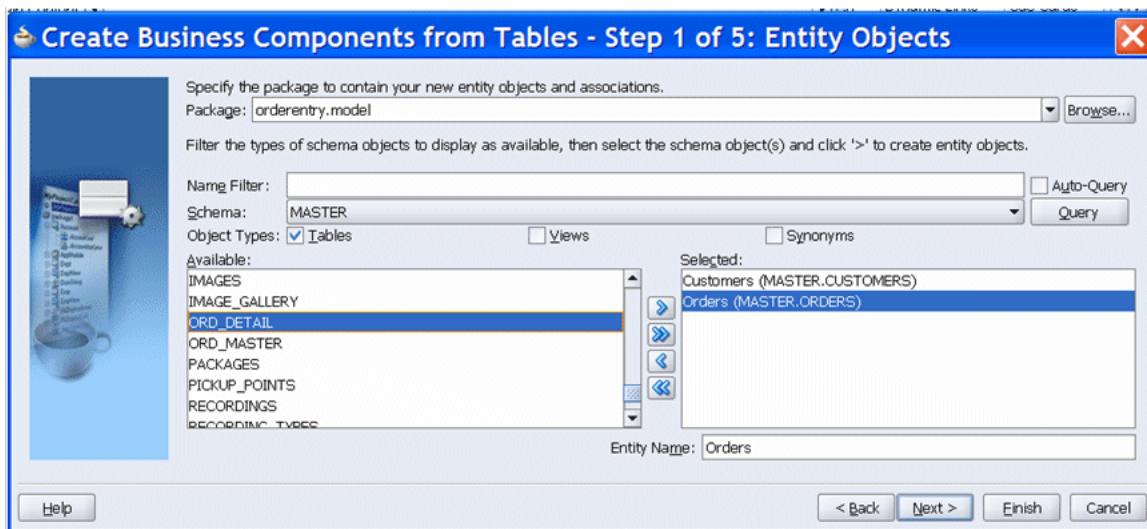 Create Business Components from Tables - Step 1 of 5: Entity Objects
Specify the package to contain your new entity objects and associations.
Package: orderentry.model Browse...
Filter the types of schema objects to display as available, then select the schema object(s) and click '>' to create entity objects.
Name Filter: Auto-Query
Schema: MASTER Query
Object Types: Tables Views Synonyms
Available: Selected:
IMAGES Customers (MASTER.CUSTOMERS)
IMAGE_GALLERY Orders (MASTER.ORDERS)
ORD_DETAIL
ORD_MASTER
PACKAGES
PICKUP_POINTS
RECORDINGS
RECORDING_TYPES
Entity Name: Orders
Help < Back Next > Finish Cancel